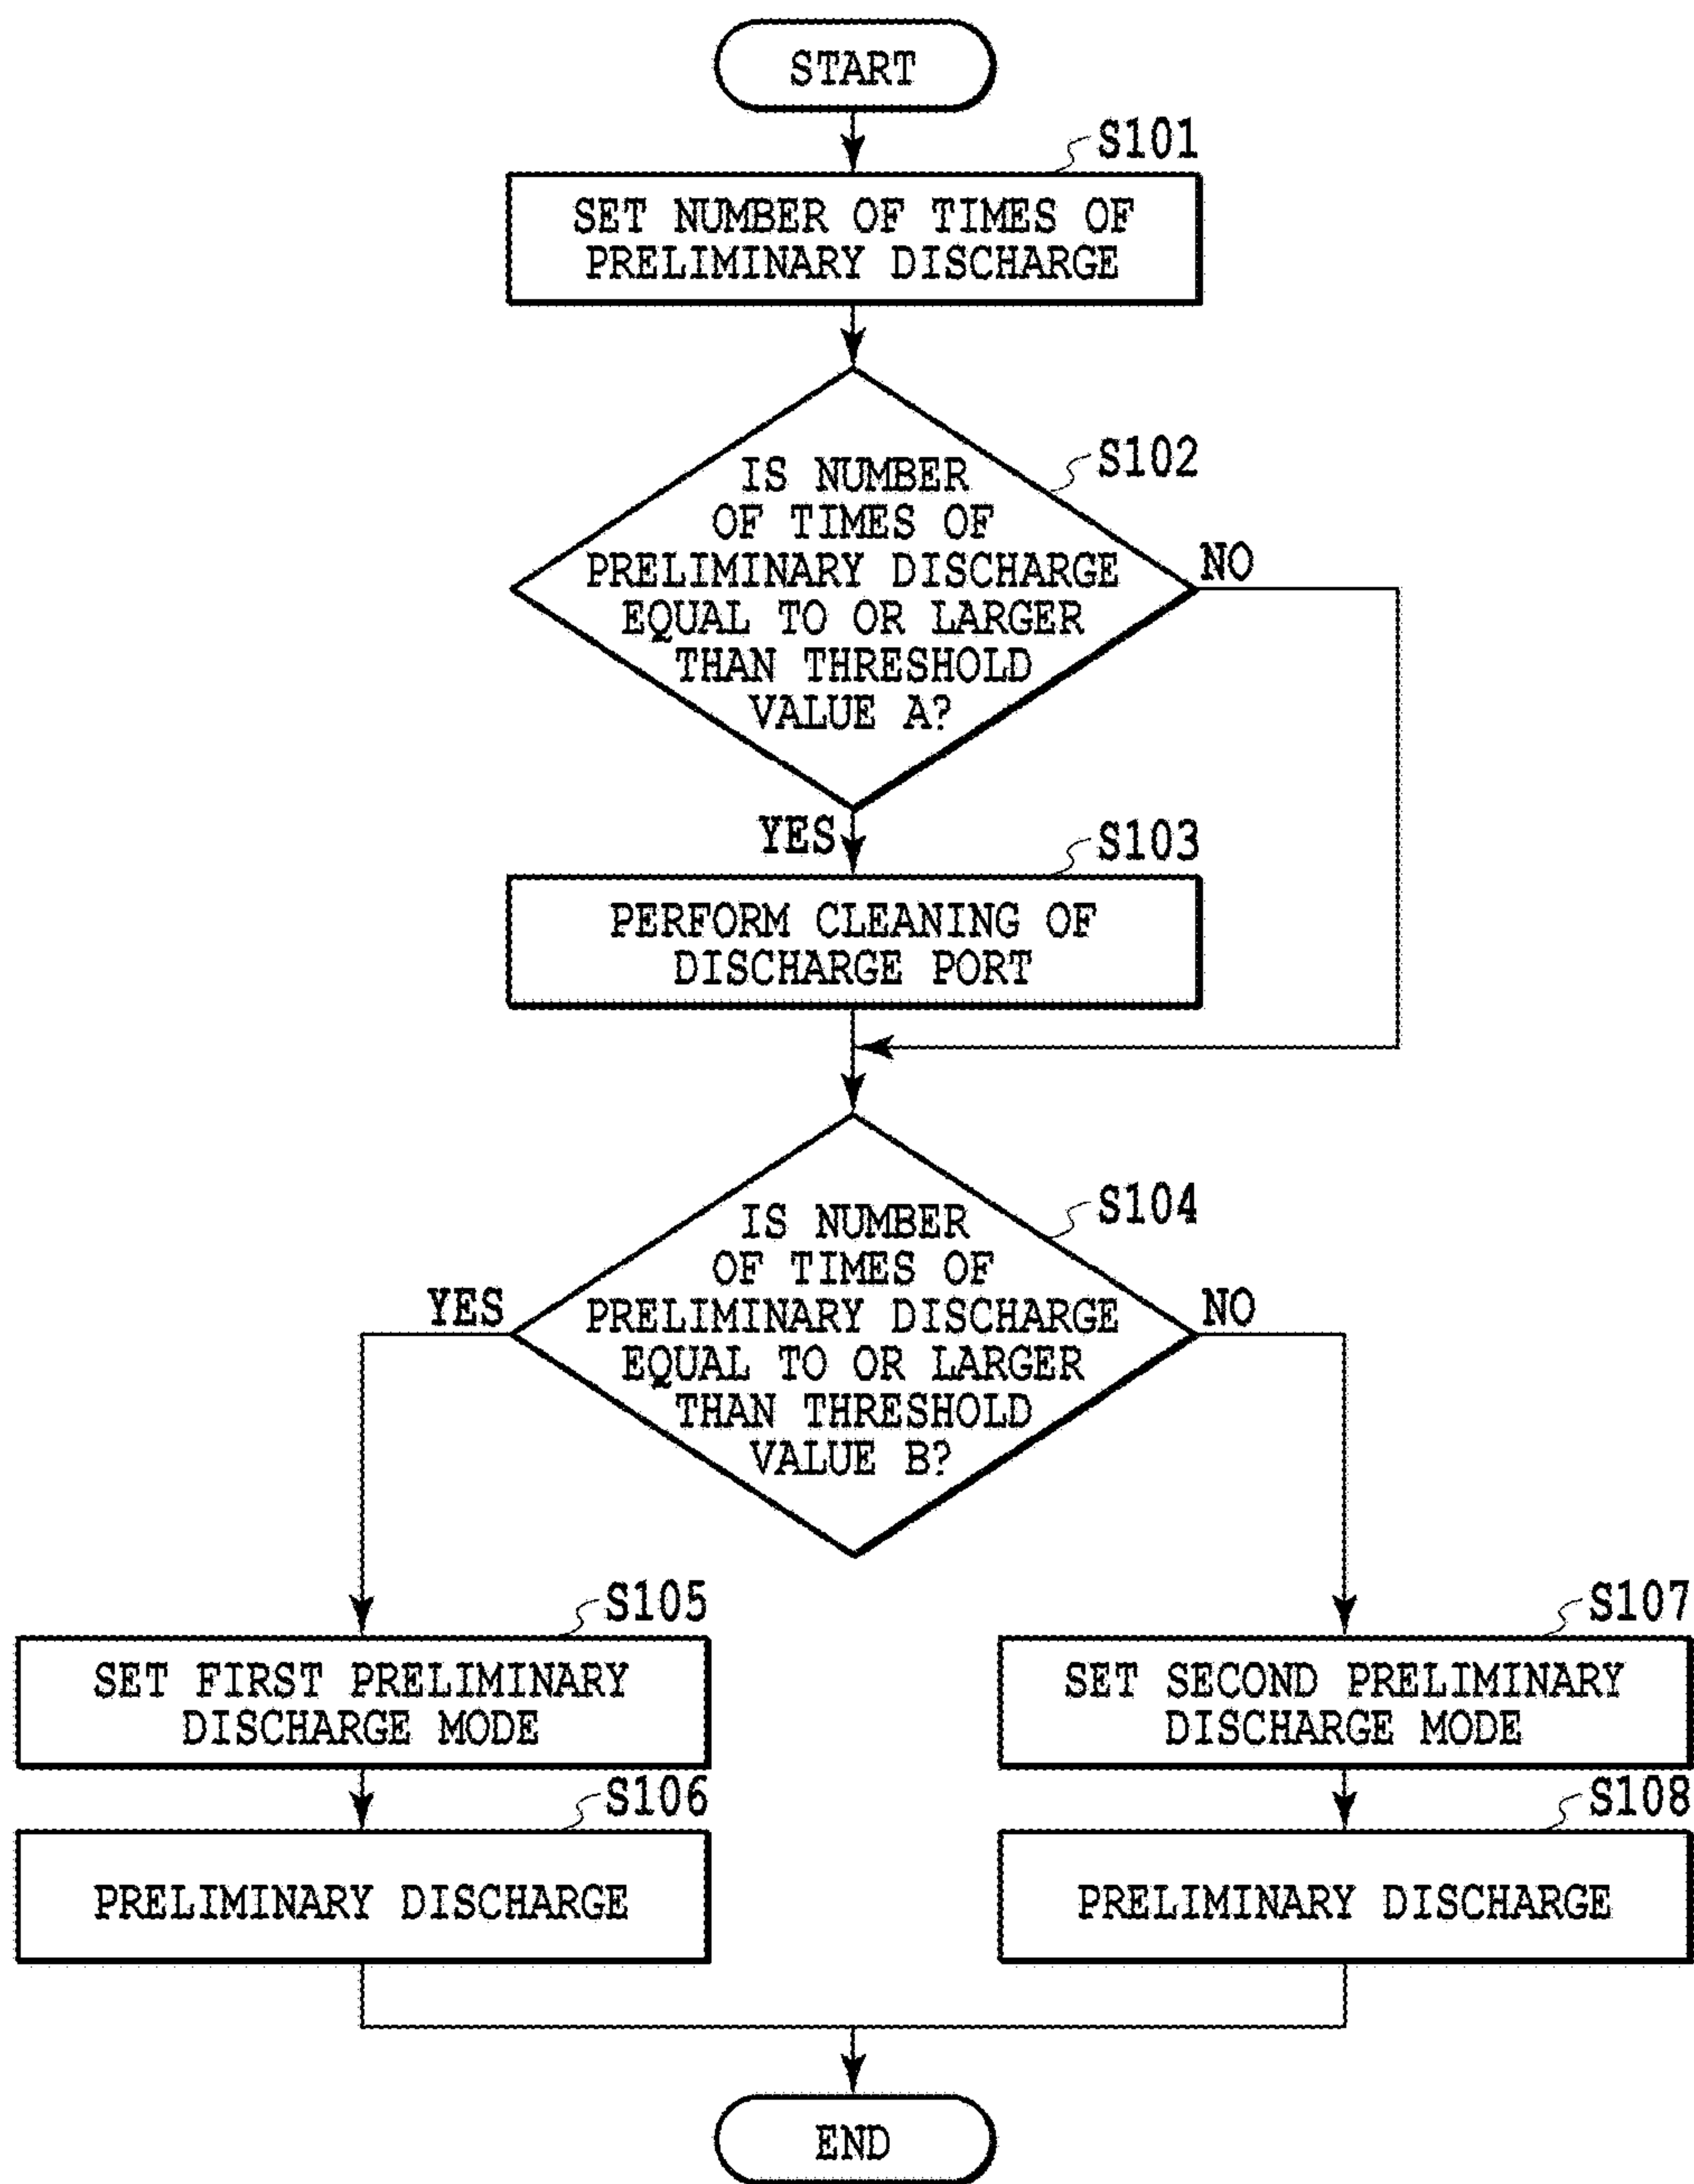 START
S101
SET NUMBER OF TIMES OF
PRELIMINARY DISCHARGE
S102
IS NUMBER
OF TIMES OF
PRELIMINARY DISCHARGE
EQUAL TO OR LARGER
THAN THRESHOLD
VALUE A?
NO
YES
S103
PERFORM CLEANING OF
DISCHARGE PORT
S104
IS NUMBER
OF TIMES OF
PRELIMINARY DISCHARGE
EQUAL TO OR LARGER
THAN THRESHOLD
VALUE B?
YES
NO
S105
SET FIRST PRELIMINARY
DISCHARGE MODE
S106
PRELIMINARY DISCHARGE
S107
SET SECOND PRELIMINARY
DISCHARGE MODE
S108
PRELIMINARY DISCHARGE
END